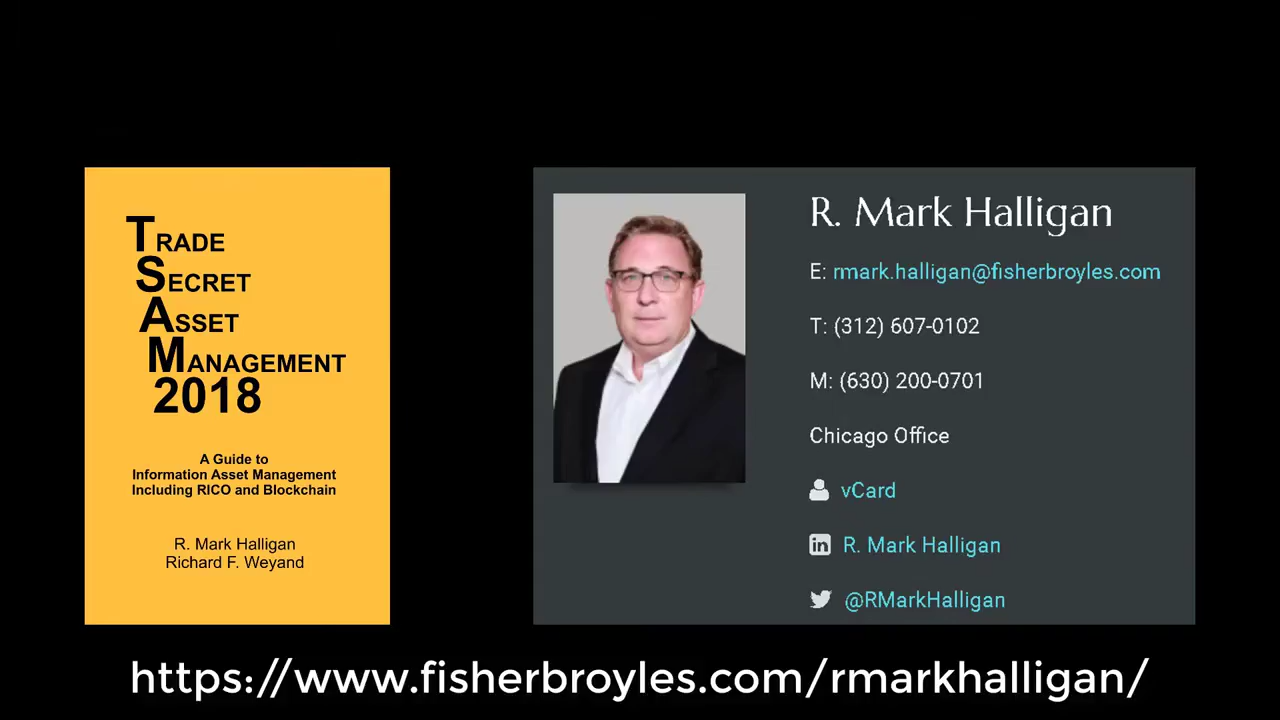 TRADE
SECRET
ASSET
MANAGEMENT
2018
A Guide to
Information Asset Management
Including RICO and Blockchain
R. Mark Halligan
Richard F. Weyand
R. Mark Halligan
E: rmark.halligan@fisherbroyles.com
T: (312) 607-0102
M: (630) 200-0701
Chicago Office
vCard
in R. Mark Halligan
@RMarkHalligan
https://www.fisherbroyles.com/rmarkhalligan/